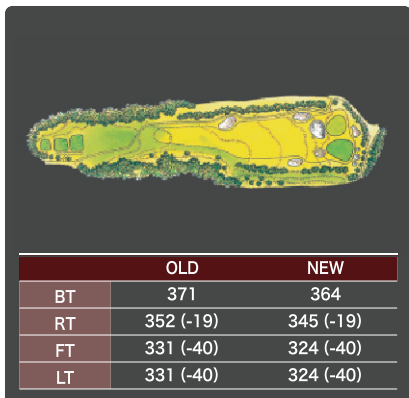 OLD NEW
BT 371 364
RT 352 (-19) 345 (-19)
FT 331 (-40) 324 (-40)
LT 331 (-40) 324 (-40)